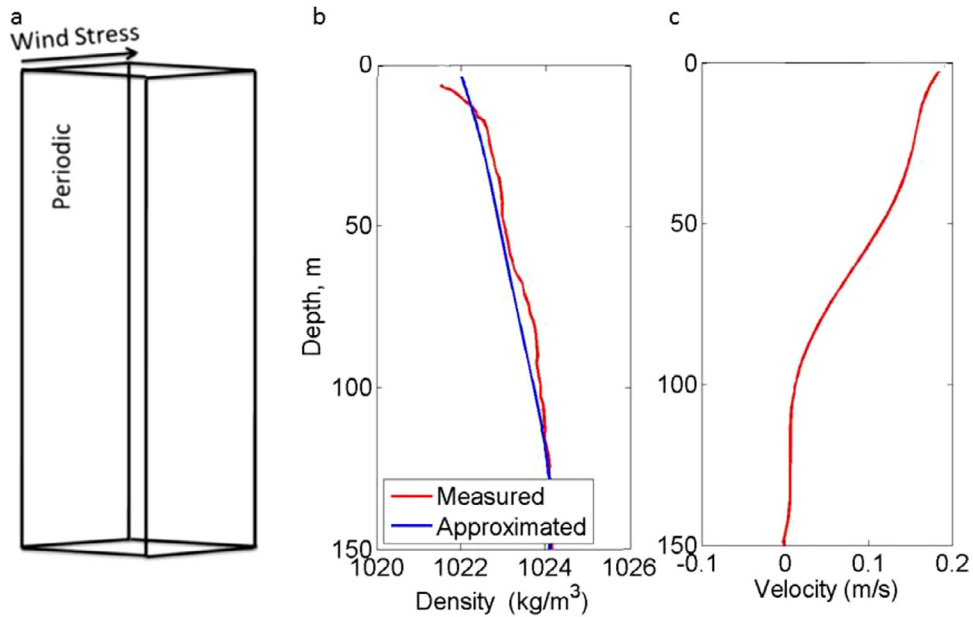 a
Wind Stress
Periodic
b
0
50
100
150
Depth, m
Measured
Approximated
1020
1022
1024
1026
Density (kg/m³)
c
0
50
100
150
-0.1
0
0.1
0.2
Velocity (m/s)